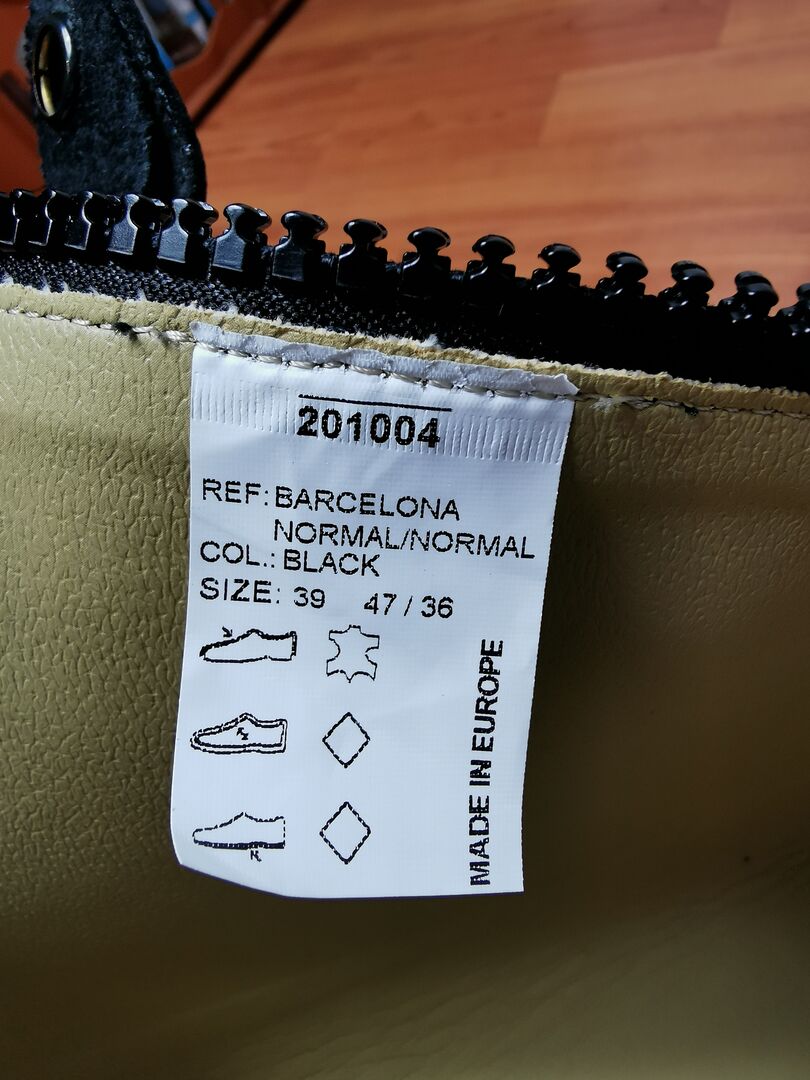 201004
REF: BARCELONA
NORMAL/NORMAL
COL.: BLACK
SIZE: 39 47 / 36
MADE IN EUROPE